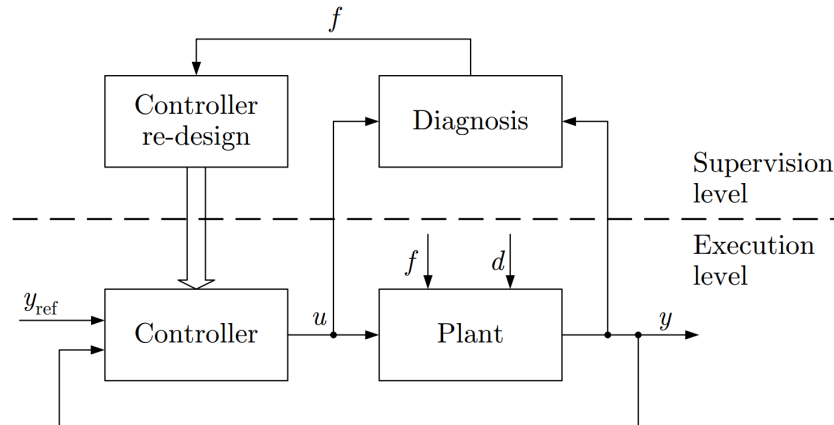 f
Controller
re-design
Diagnosis
Supervision
level
Execution
level
f
d
y_ref
Controller
u
Plant
y